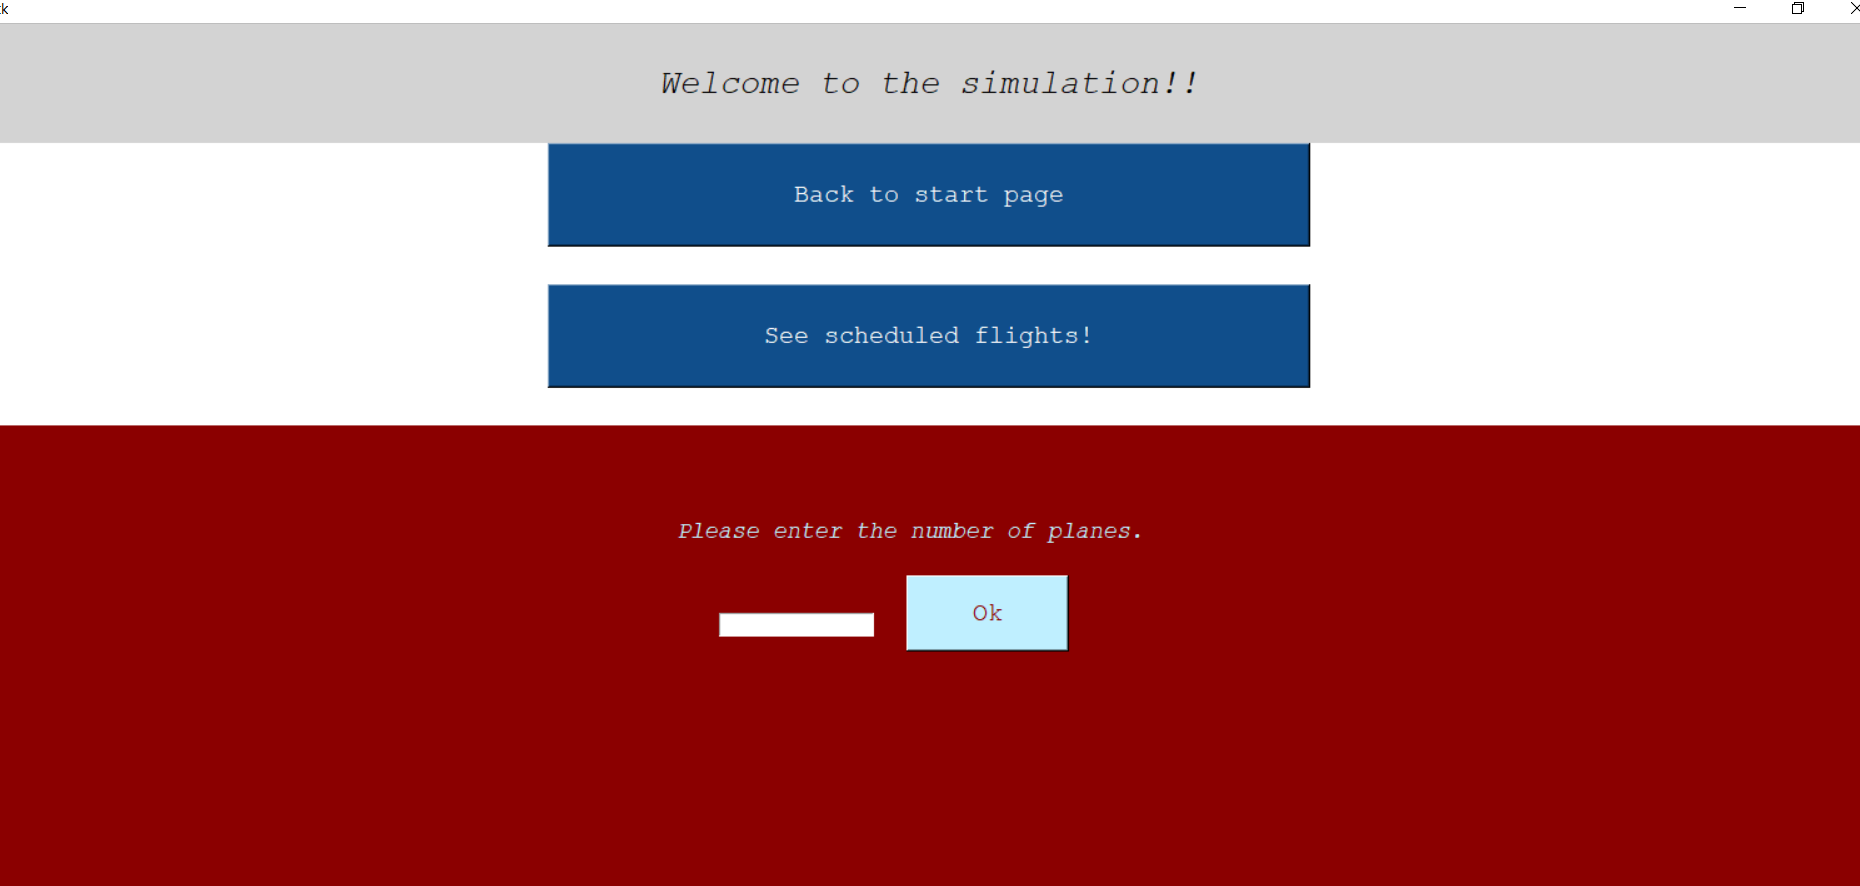 k
Welcome to the simulation!!
Back to start page
See scheduled flights!
Please enter the number of planes.
Ok